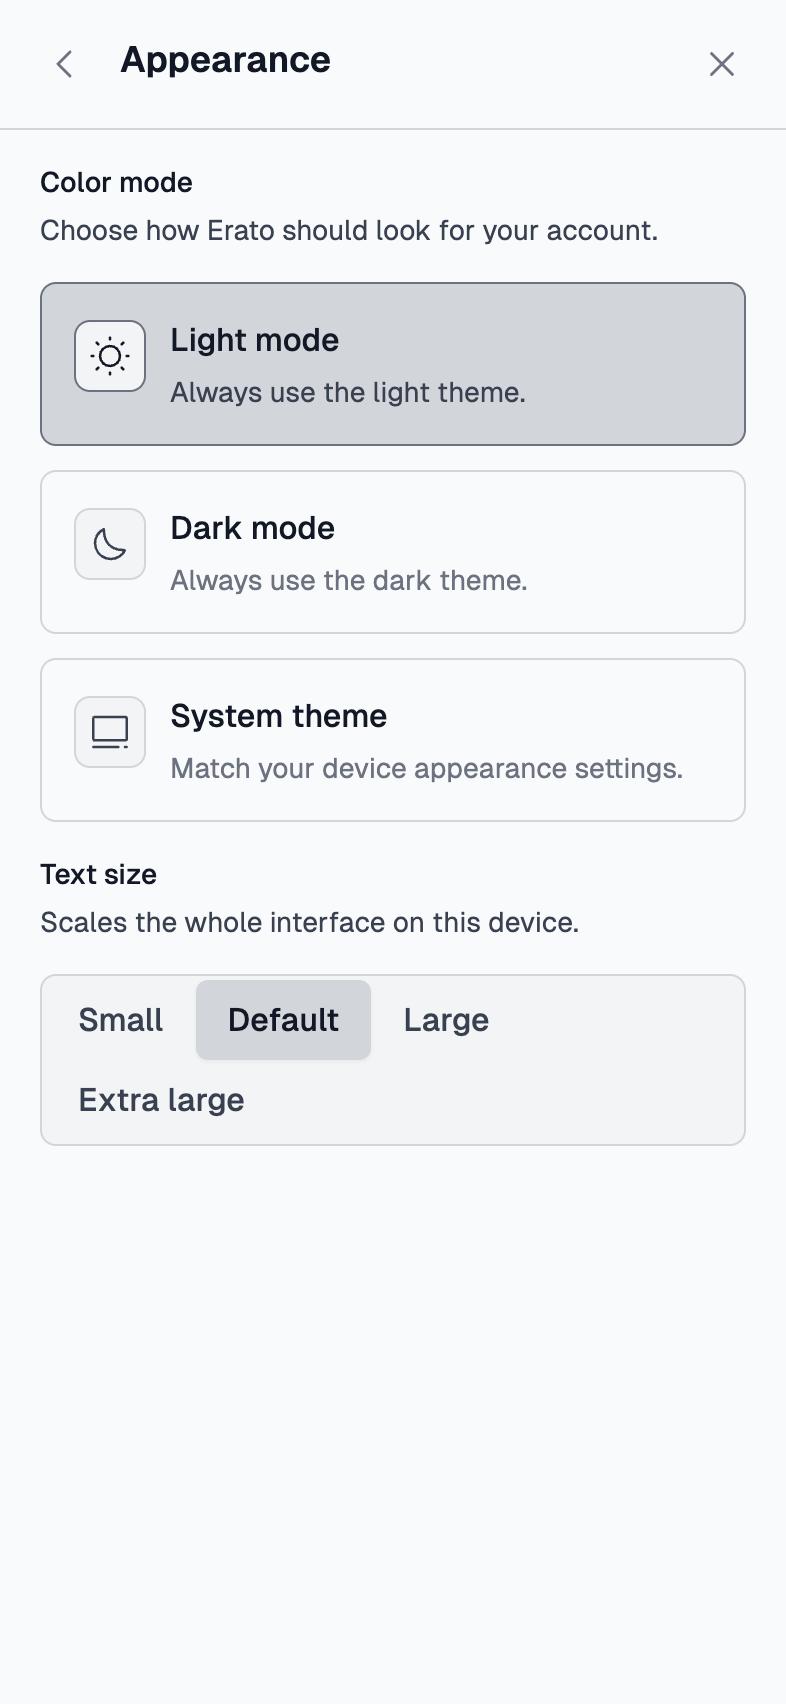 Appearance
Color mode
Choose how Erato should look for your account.
Light mode
Always use the light theme.
Dark mode
Always use the dark theme.
System theme
Match your device appearance settings.
Text size
Scales the whole interface on this device.
Small Default Large
Extra large